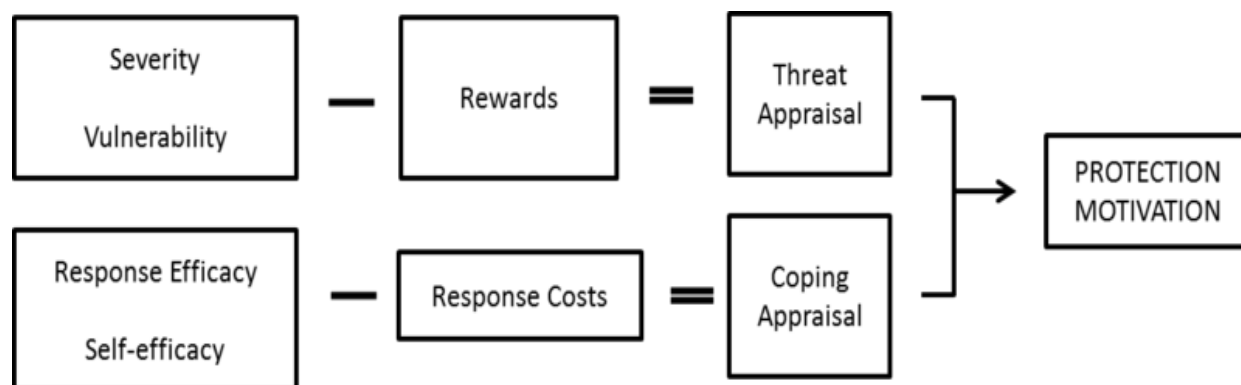 Severity
Vulnerability
Rewards
Threat
Appraisal
Response Efficacy
Self-efficacy
Response Costs
Coping
Appraisal
PROTECTION
MOTIVATION